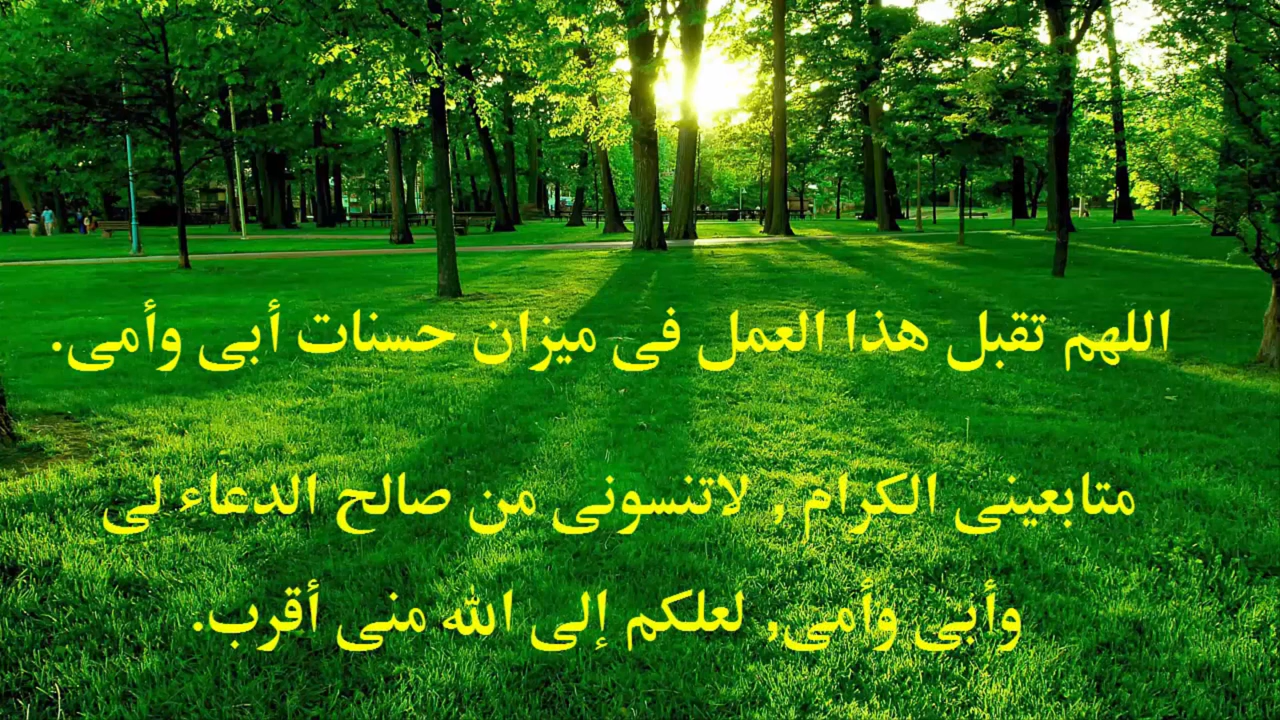 اللهم تقبل هذا العمل فى ميزان حسنات أبى وأمى.
متابعينى الكرام, لاتنسونى من صالح الدعاء لى
وأبى وأمى, لعلكم إلى الله منى أقرب.